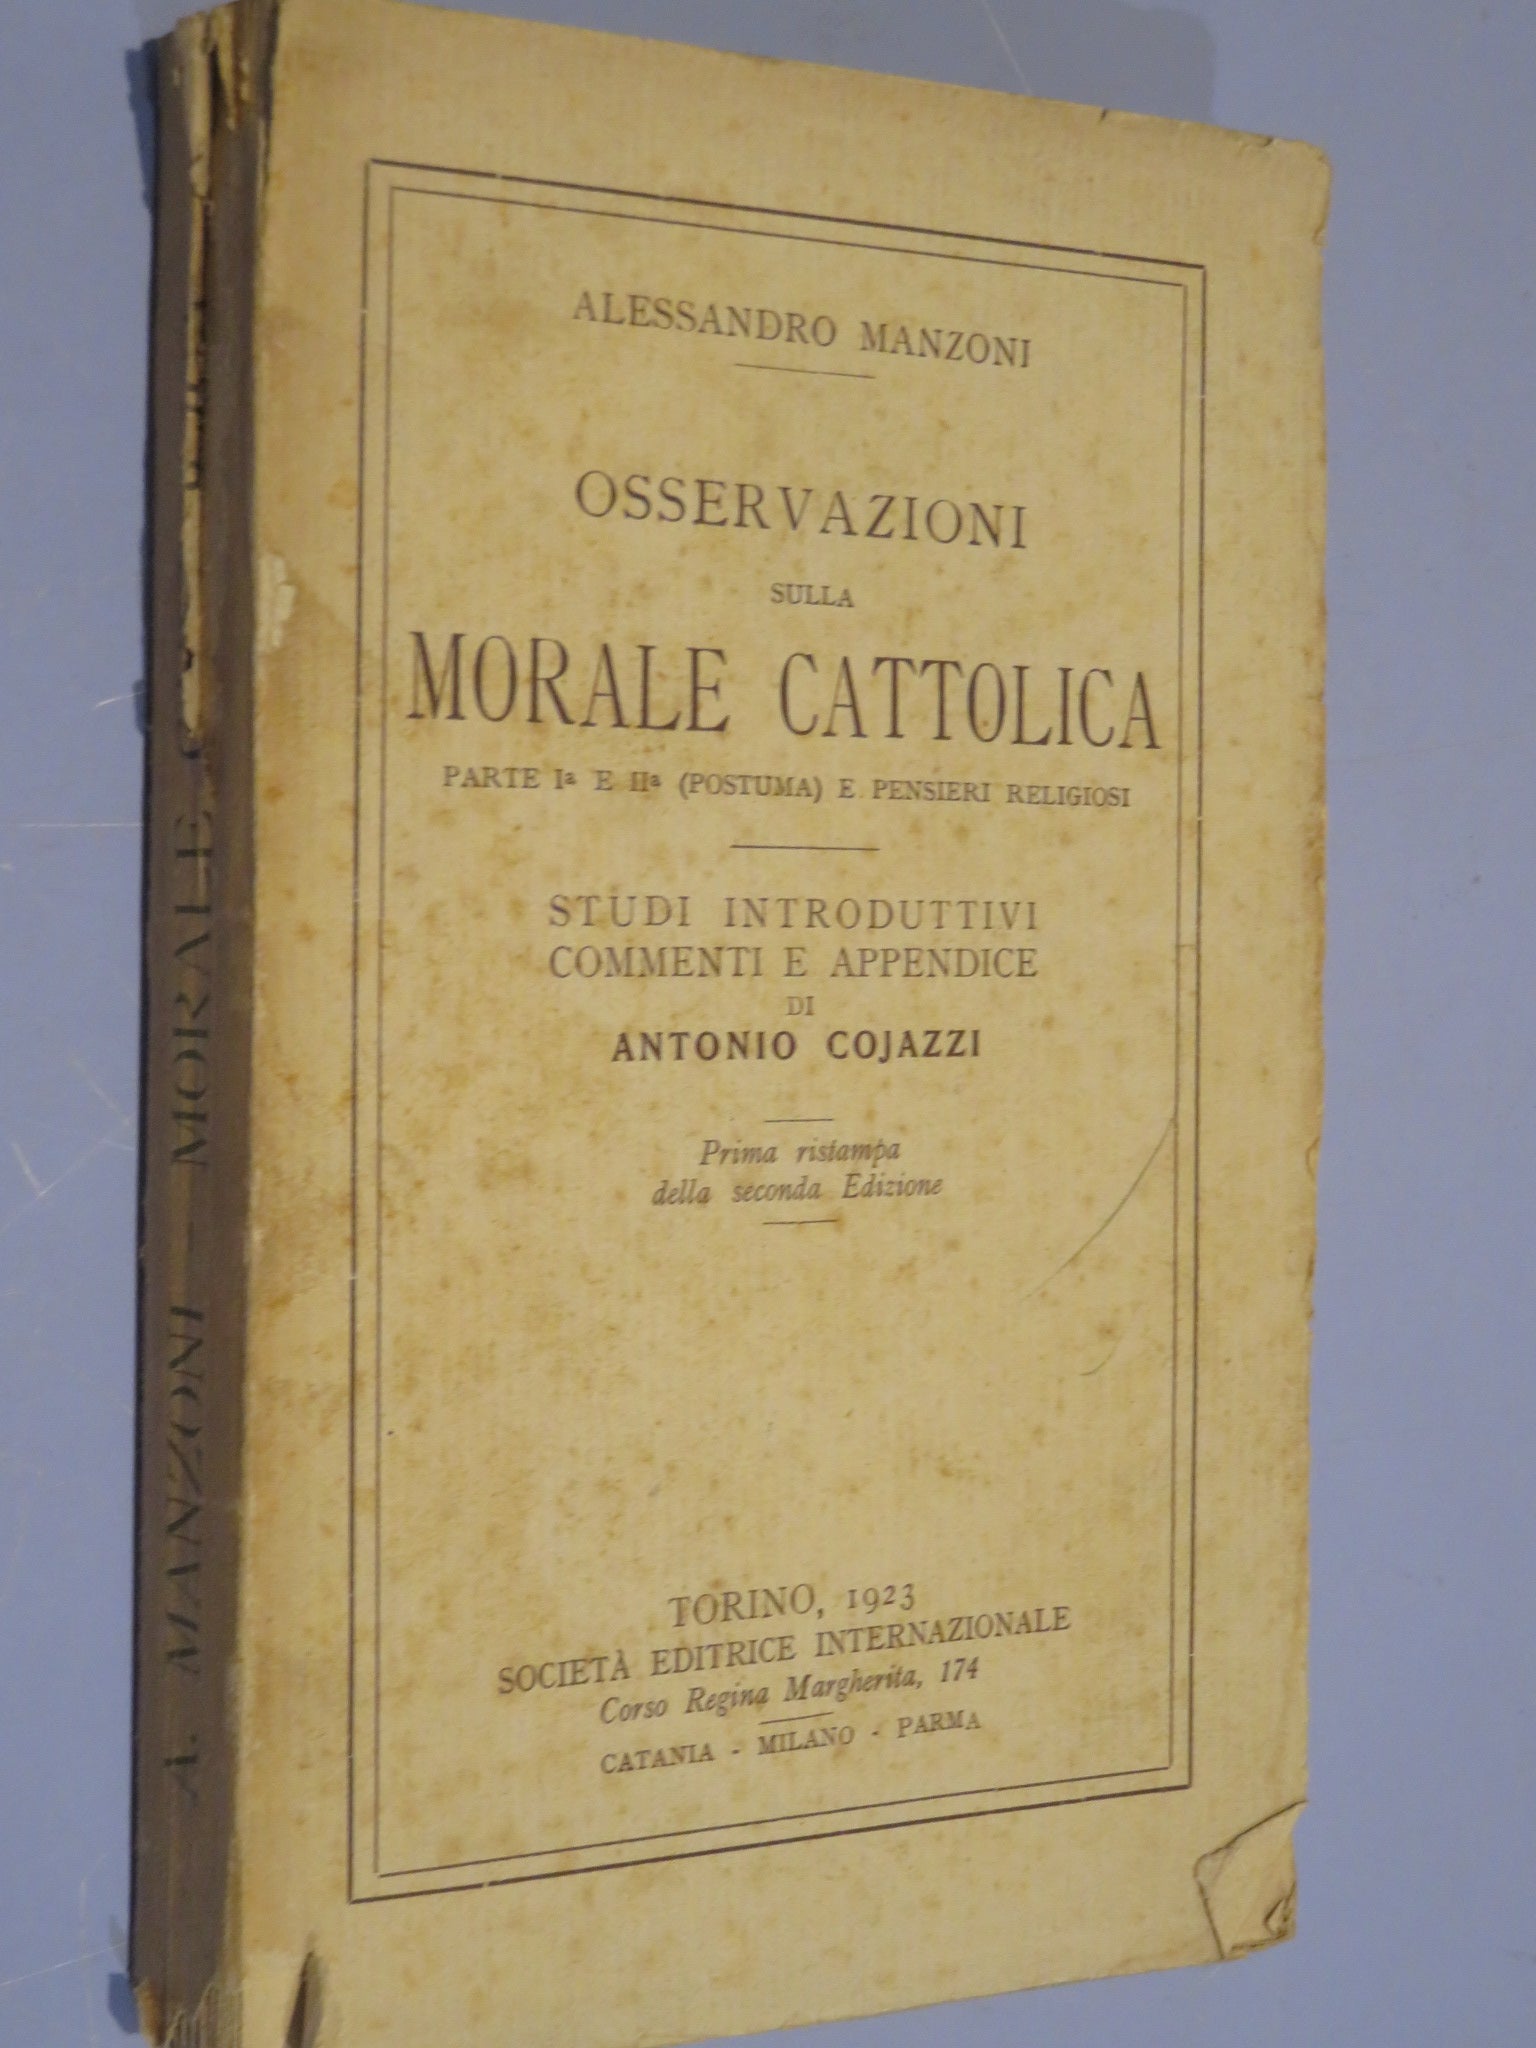 ALESSANDRO MANZONI
OSSERVAZIONI
SULLA
MORALE CATTOLICA
PARTE Iª E IIª (POSTUMA) E PENSIERI RELIGIOSI
STUDI INTRODUTTIVI
COMMENTI E APPENDICE
DI
ANTONIO COJAZZI
Prima ristampa
della seconda Edizione
TORINO, 1923
SOCIETÀ EDITRICE INTERNAZIONALE
Corso Regina Margherita, 174
CATANIA - MILANO - PARMA
A. MANZONI — MORALE